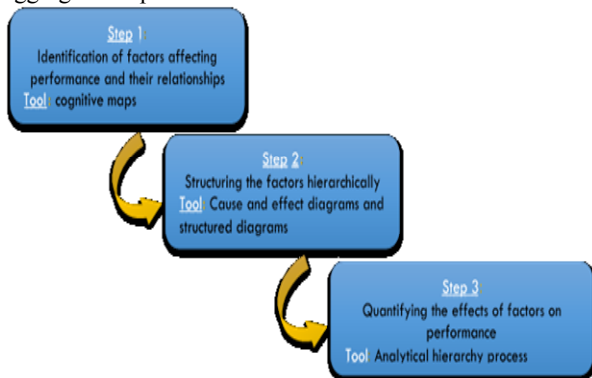 Step 1:
Identification of factors affecting
performance and their relationships
Tool: cognitive maps
Step 2:
Structuring the factors hierarchically
Tool: Cause and effect diagrams and
structured diagrams
Step 3:
Quantifying the effects of factors on
performance
Tool Analytical hierarchy process